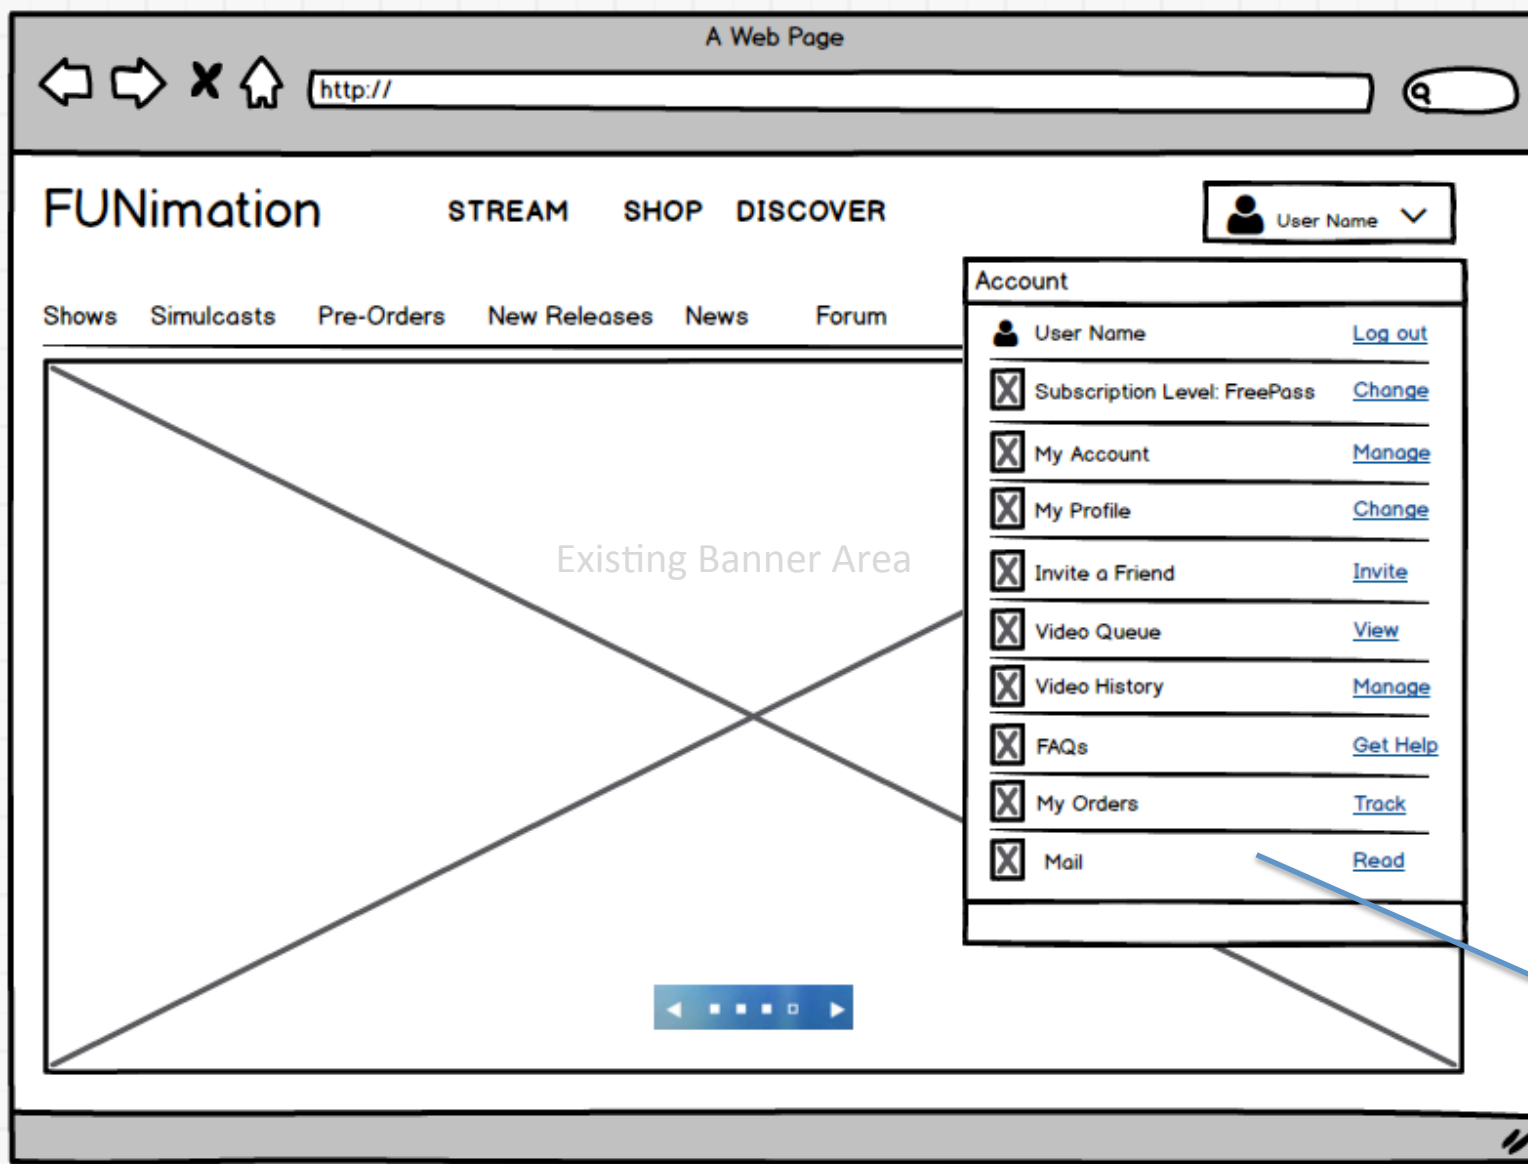 A Web Page
http://
FUNimation STREAM SHOP DISCOVER User Name
Shows Simulcasts Pre-Orders New Releases News Forum
Account
User Name Log out
Subscription Level: FreePass Change
My Account Manage
My Profile Change
Invite a Friend Invite
Video Queue View
Video History Manage
FAQs Get Help
My Orders Track
Mail Read
Existing Banner Area